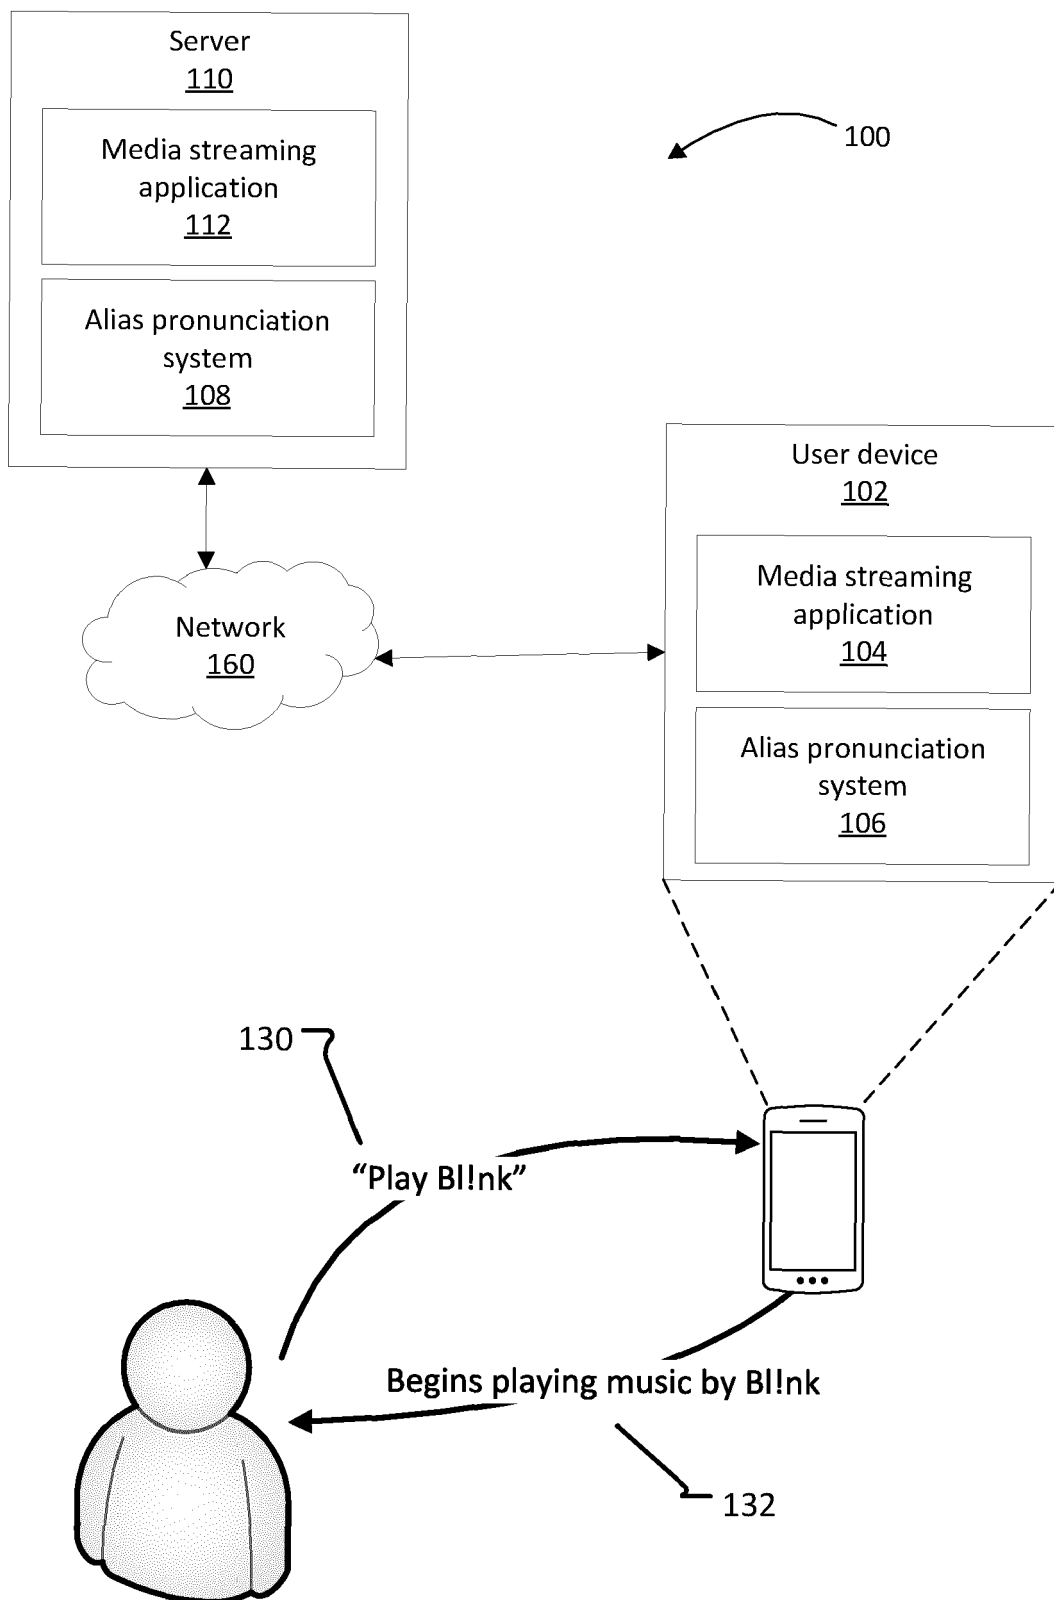 Server
110
Media streaming
application
112
Alias pronunciation
system
108
100
User device
102
Media streaming
application
104
Alias pronunciation
system
106
Network
160
130
“Play Bl!nk”
Begins playing music by Bl!nk
132